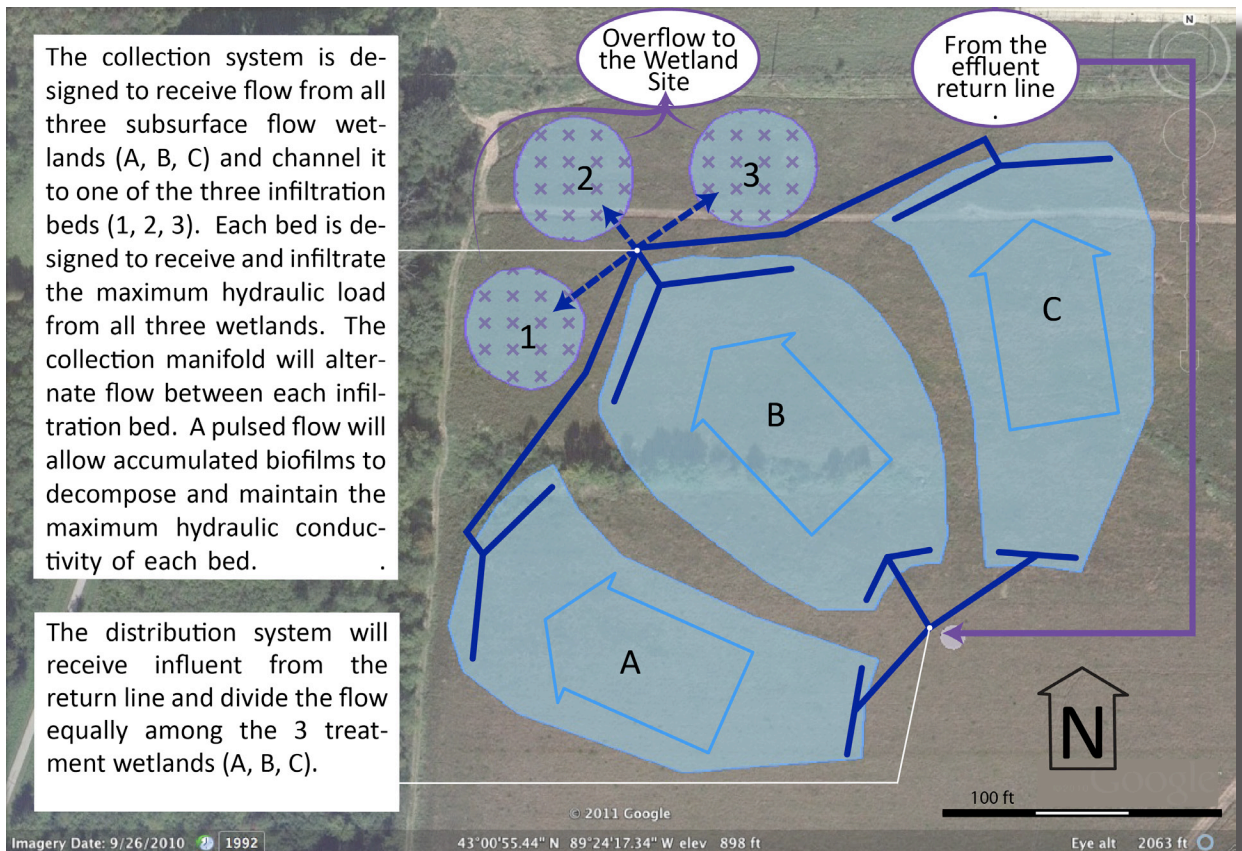 The collection system is de-
signed to receive flow from all
three subsurface flow wet-
lands (A, B, C) and channel it
to one of the three infiltration
beds (1, 2, 3).  Each bed is de-
signed to receive and infiltrate
the maximum hydraulic load
from all three wetlands.  The
collection manifold will alter-
nate flow between each infil-
tration bed.  A pulsed flow will
allow accumulated biofilms to
decompose and maintain the
maximum hydraulic conduc-
tivity of each bed. .
The distribution system will
receive influent from the
return line and divide the flow
equally among the 3 treat-
ment wetlands (A, B, C).
Overflow to
the Wetland
Site
From the
effluent
return line
.
N
2
3
1
C
B
A
N
100 ft
Google
© 2011 Google
Imagery Date: 9/26/2010 1992 43°00'55.44" N 89°24'17.34" W elev 898 ft Eye alt 2063 ft